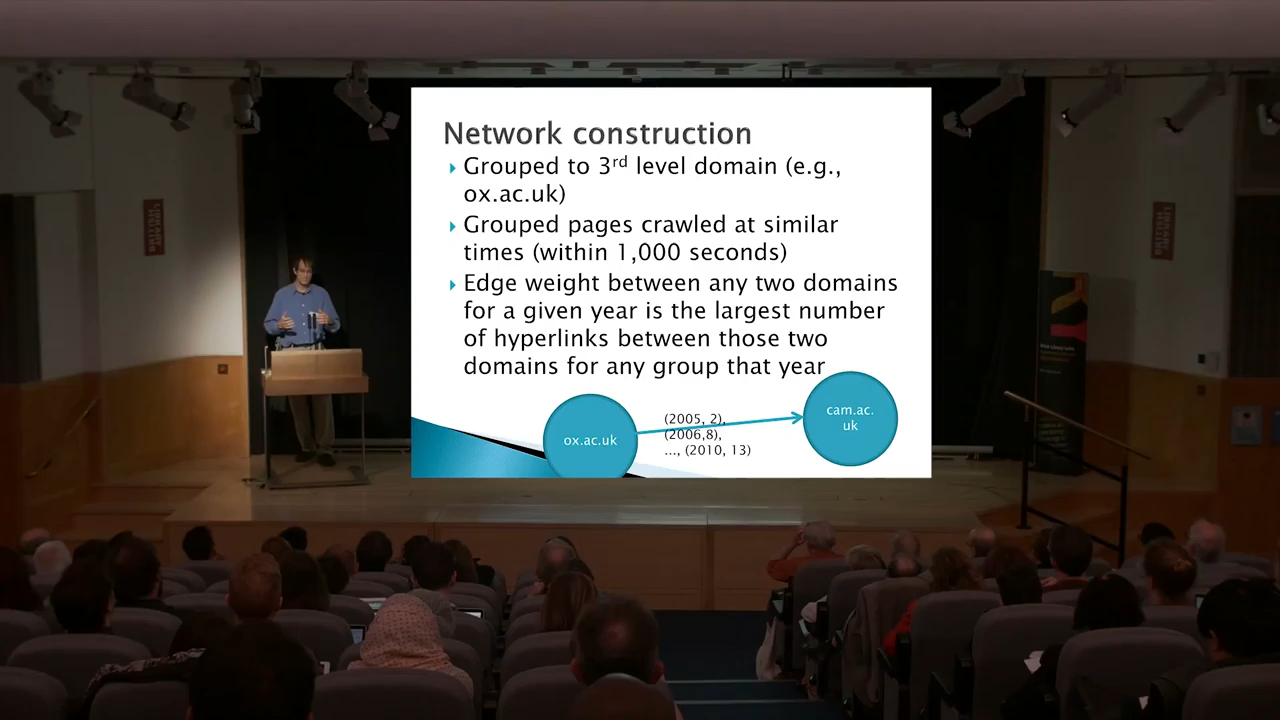 Network construction
Grouped to 3rd level domain (e.g.,
ox.ac.uk)
Grouped pages crawled at similar
times (within 1,000 seconds)
Edge weight between any two domains
for a given year is the largest number
of hyperlinks between those two
domains for any group that year
ox.ac.uk
(2005, 2),
(2006,8),
..., (2010, 13)
cam.ac.
uk